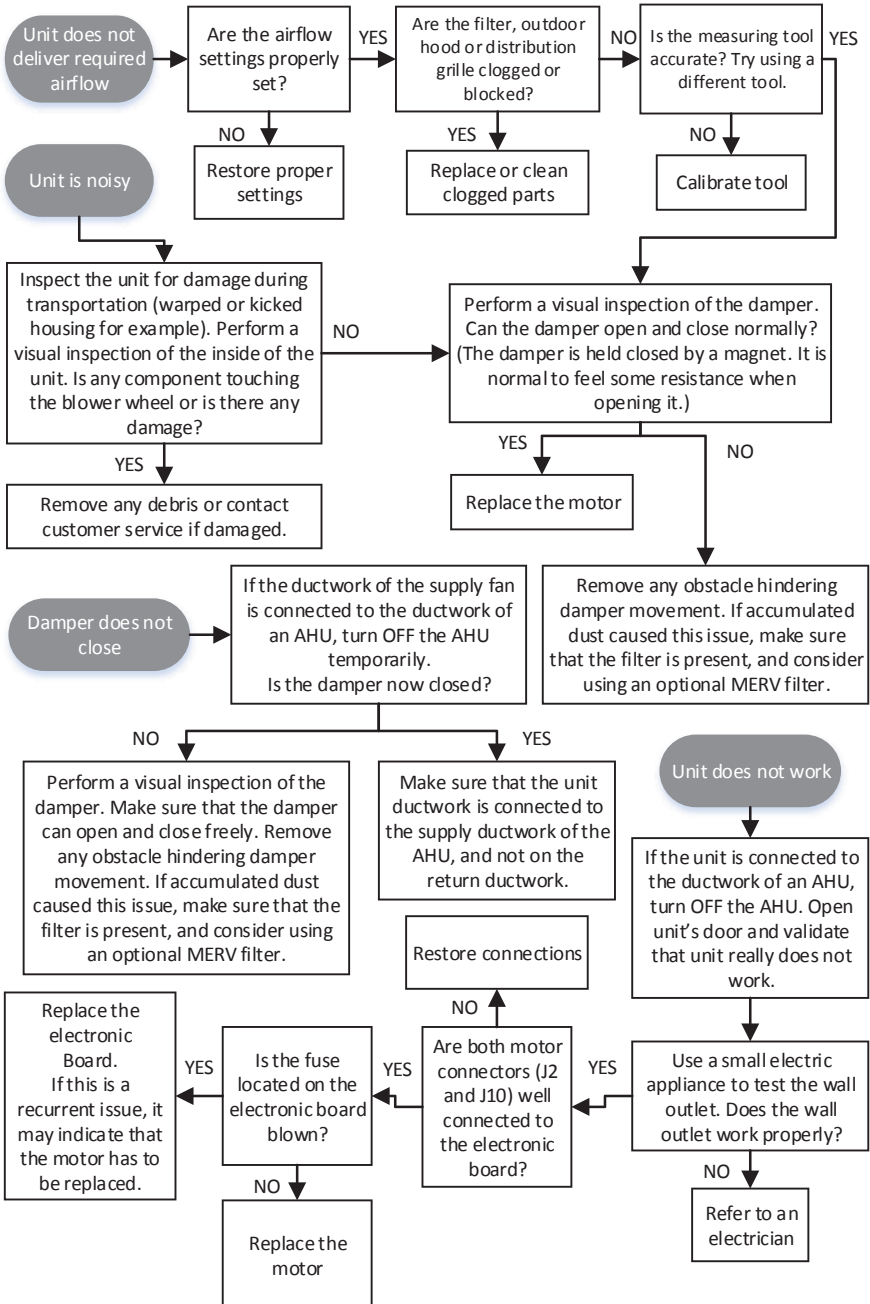 Unit does not
deliver required
airflow
Are the airflow
settings properly
set?
YES
Are the filter, outdoor
hood or distribution
grille clogged or
blocked?
NO
Is the measuring tool
accurate? Try using a
different tool.
YES
NO
Restore proper
settings
YES
Replace or clean
clogged parts
NO
Calibrate tool
Unit is noisy
Inspect the unit for damage during
transportation (warped or kicked
housing for example). Perform a
visual inspection of the inside of the
unit. Is any component touching
the blower wheel or is there any
damage?
NO
Perform a visual inspection of the damper.
Can the damper open and close normally?
(The damper is held closed by a magnet. It is
normal to feel some resistance when
opening it.)
YES
Remove any debris or contact
customer service if damaged.
YES
Replace the motor
NO
Remove any obstacle hindering
damper movement. If accumulated
dust caused this issue, make sure
that the filter is present, and consider
using an optional MERV filter.
Damper does not
close
If the ductwork of the supply fan
is connected to the ductwork of
an AHU, turn OFF the AHU
temporarily.
Is the damper now closed?
NO
Perform a visual inspection of the
damper. Make sure that the damper
can open and close freely. Remove
any obstacle hindering damper
movement. If accumulated dust
caused this issue, make sure that the
filter is present, and consider using
an optional MERV filter.
YES
Make sure that the unit
ductwork is connected to
the supply ductwork of the
AHU, and not on the
return ductwork.
Unit does not work
If the unit is connected to
the ductwork of an AHU,
turn OFF the AHU. Open
unit's door and validate
that unit really does not
work.
Use a small electric
appliance to test the wall
outlet. Does the wall
outlet work properly?
NO
Refer to an
electrician
YES
Are both motor
connectors (J2
and J10) well
connected to
the electronic
board?
NO
Restore connections
YES
Is the fuse
located on the
electronic board
blown?
YES
Replace the
electronic
Board.
If this is a
recurrent issue, it
may indicate that
the motor has to
be replaced.
NO
Replace the
motor